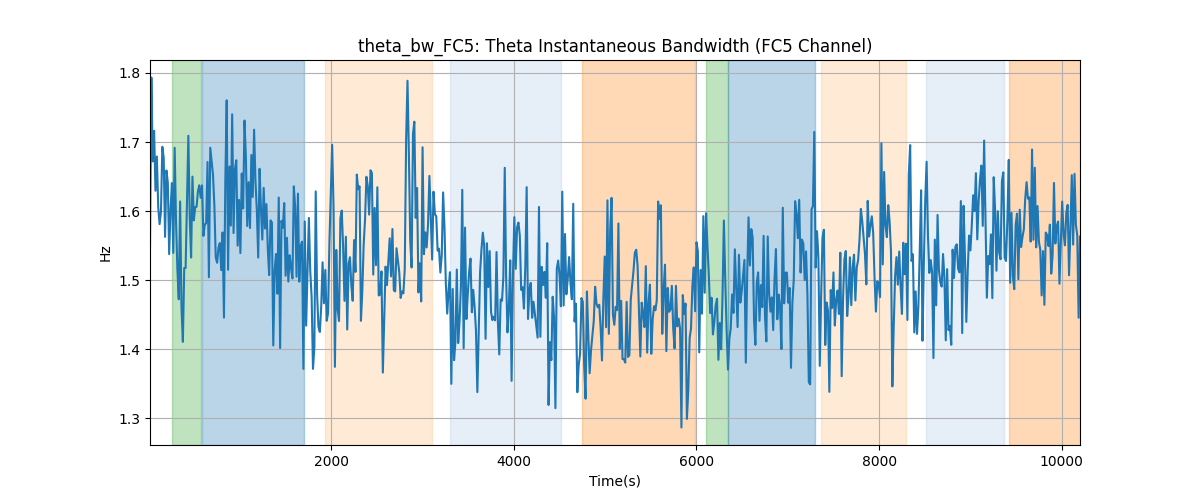 theta_bw_FC5: Theta Instantaneous Bandwidth (FC5 Channel)
1.8
1.7
1.6
1.5
1.4
1.3
Hz
2000 4000 6000 8000 10000
Time(s)